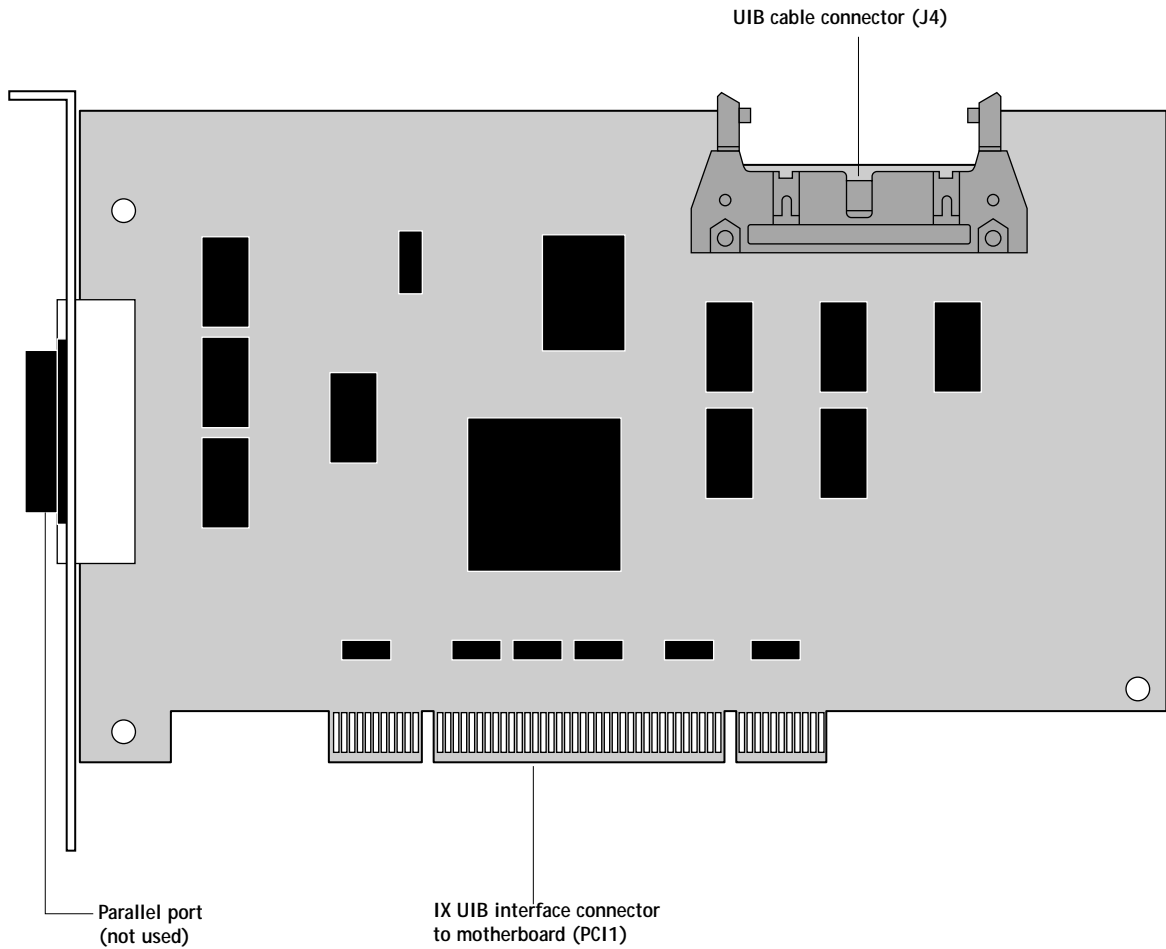 UIB cable connector (J4)
Parallel port
(not used)
IX UIB interface connector
to motherboard (PCI1)